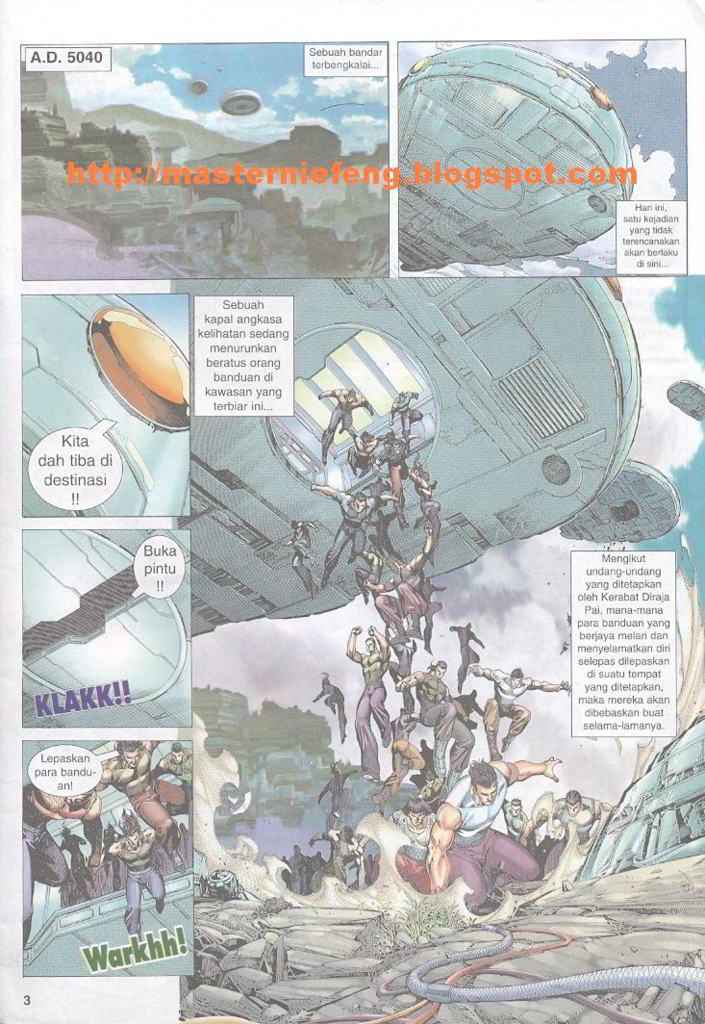 A.D. 5040
Sebuah bandar
terbengkalai...
http://masterniefeng.blogspot.com
Hari ini,
satu kejadian
yang tidak
terencanakan
akan berlaku
di sini...
Sebuah
kapal angkasa
kelihatan sedang
menurunkan
beratus orang
banduan di
kawasan yang
terbiar ini...
Kita
dah tiba di
destinasi
!!
Buka
pintu
!!
KLAKK!!
Mengikut
undang-undang
yang ditetapkan
oleh Kerabat Diraja
Pai, mana-mana
para banduan yang
berjaya melari dan
menyelamatkan diri
selepas dilepaskan
di suatu tempat
yang ditetapkan,
maka mereka akan
dibebaskan buat
selama-lamanya.
Lepaskan
para bandu-
an!
Warkhh!
3